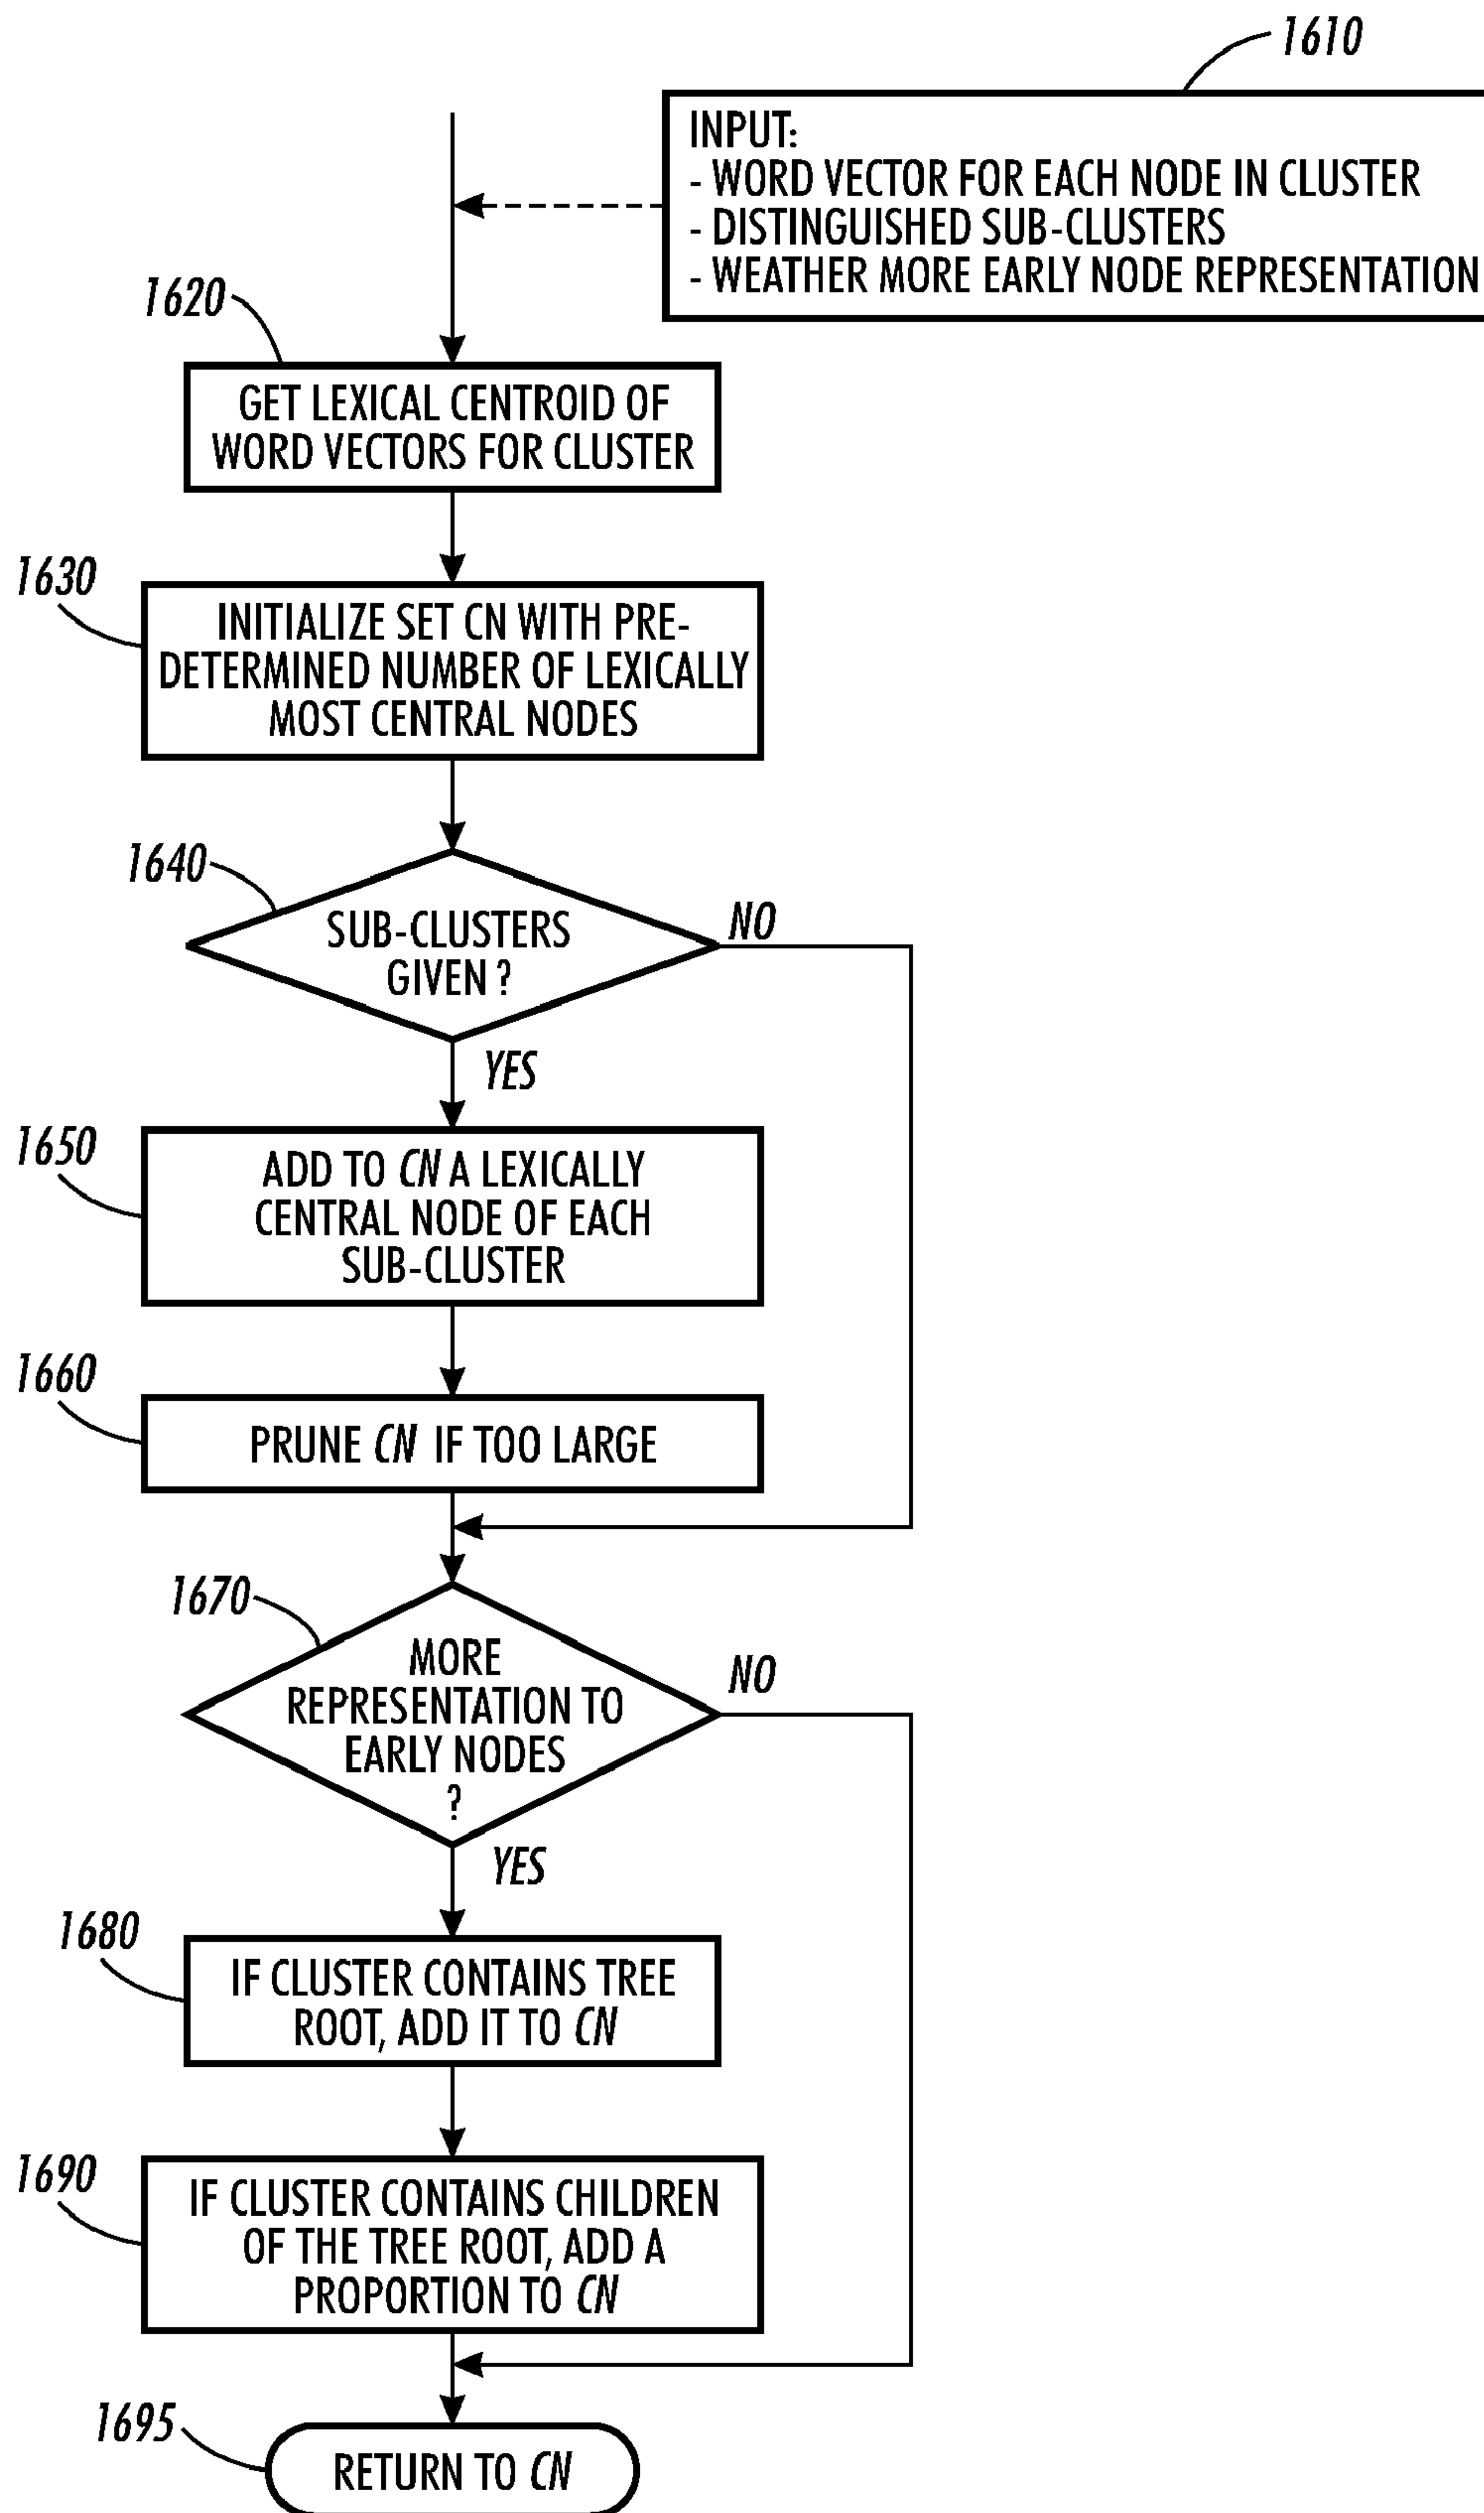 1610
INPUT:
- WORD VECTOR FOR EACH NODE IN CLUSTER
- DISTINGUISHED SUB-CLUSTERS
- WEATHER MORE EARLY NODE REPRESENTATION
1620
GET LEXICAL CENTROID OF
WORD VECTORS FOR CLUSTER
1630
INITIALIZE SET CN WITH PRE-
DETERMINED NUMBER OF LEXICALLY
MOST CENTRAL NODES
1640
SUB-CLUSTERS
GIVEN ?
NO
YES
1650
ADD TO CN A LEXICALLY
CENTRAL NODE OF EACH
SUB-CLUSTER
1660
PRUNE CN IF TOO LARGE
1670
MORE
REPRESENTATION TO
EARLY NODES
?
NO
YES
1680
IF CLUSTER CONTAINS TREE
ROOT, ADD IT TO CN
1690
IF CLUSTER CONTAINS CHILDREN
OF THE TREE ROOT, ADD A
PROPORTION TO CN
1695
RETURN TO CN